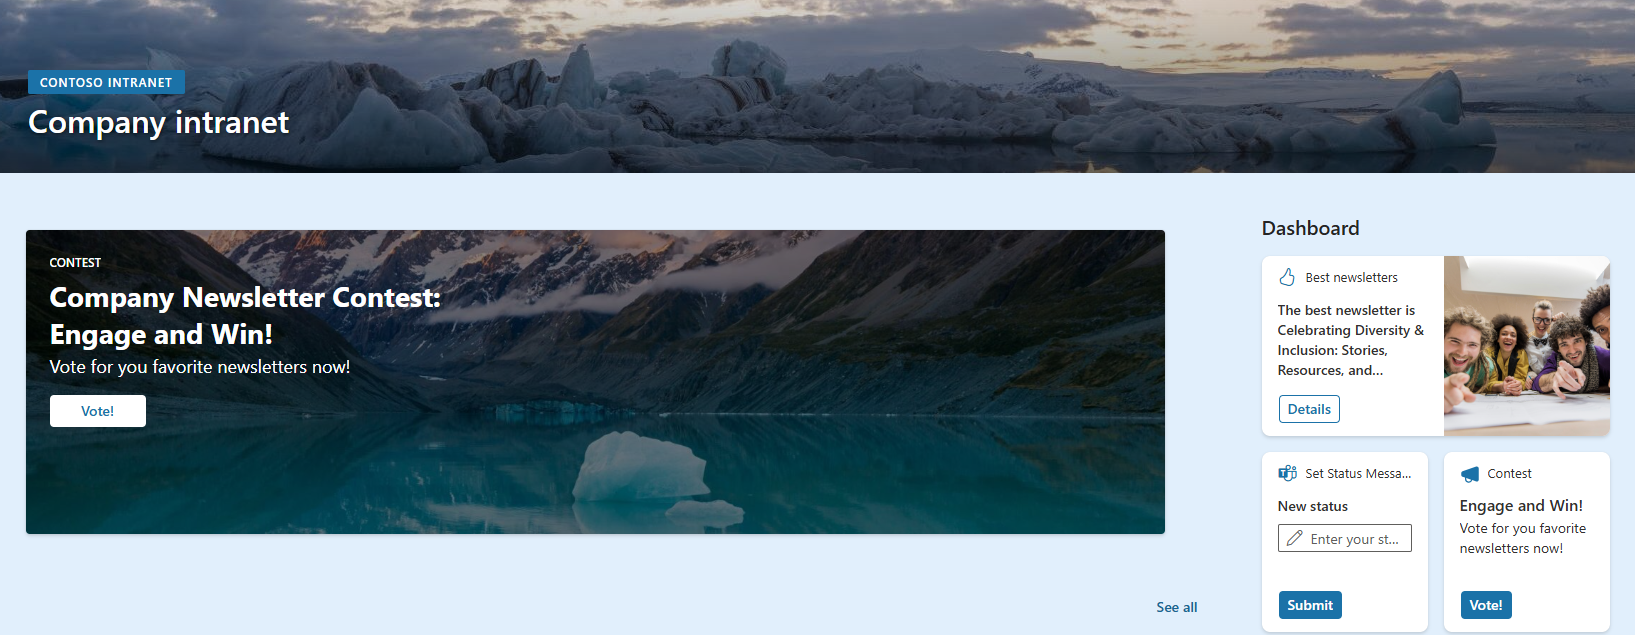 CONTOSO INTRANET
Company intranet
CONTEST
Company Newsletter Contest:
Engage and Win!
Vote for you favorite newsletters now!
Vote!
See all
Dashboard
Best newsletters
The best newsletter is
Celebrating Diversity &
Inclusion: Stories,
Resources, and...
Details
Set Status Messa...
New status
Enter your st...
Submit
Contest
Engage and Win!
Vote for you favorite
newsletters now!
Vote!